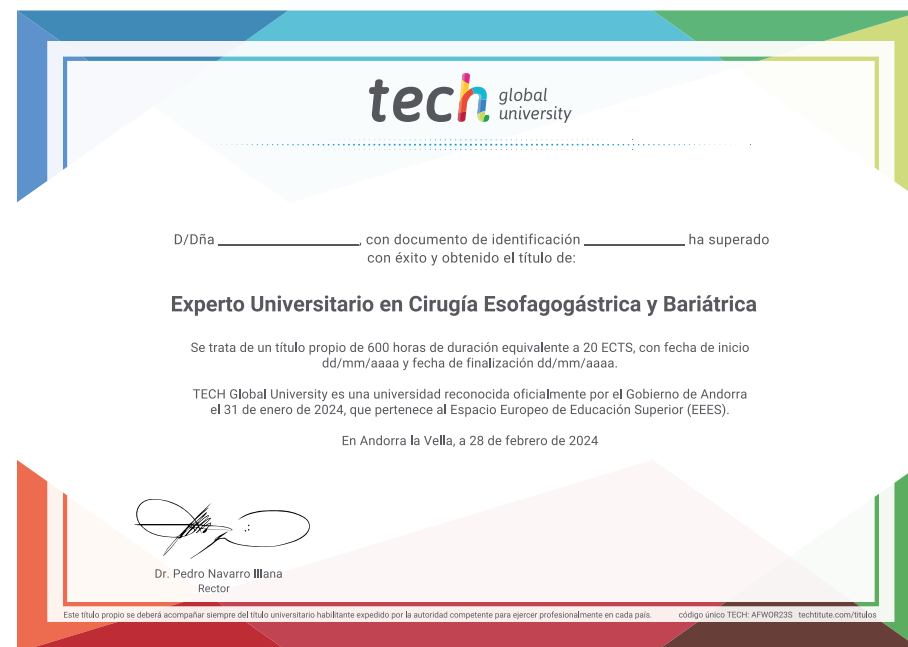 tech global university
D/Dña ____________________, con documento de identificación ______________ ha superado
con éxito y obtenido el título de:
Experto Universitario en Cirugía Esofagogástrica y Bariátrica
Se trata de un título propio de 600 horas de duración equivalente a 20 ECTS, con fecha de inicio
dd/mm/aaaa y fecha de finalización dd/mm/aaaa.
TECH Global University es una universidad reconocida oficialmente por el Gobierno de Andorra
el 31 de enero de 2024, que pertenece al Espacio Europeo de Educación Superior (EEES).
En Andorra la Vella, a 28 de febrero de 2024
Dr. Pedro Navarro Illana
Rector
Este título propio se deberá acompañar siempre del título universitario habilitante expedido por la autoridad competente para ejercer profesionalmente en cada país. código único TECH: AFWOR23S techtitute.com/titulos